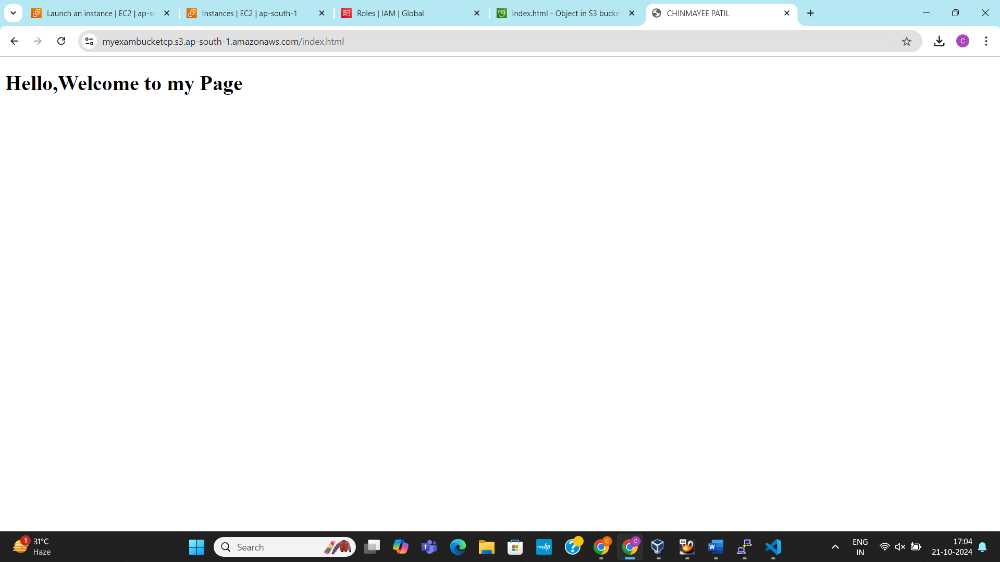 Launch an instance | EC2 | ap-sc
Instances | EC2 | ap-south-1
Roles | IAM | Global
index.html - Object in S3 bucke
CHINMAYEE PATIL
myexambucketcp.s3.ap-south-1.amazonaws.com/index.html
C
Hello,Welcome to my Page
1
31°C
Haze
Search
T
myhp
?
C
C
64
W
ENG
IN
17:04
21-10-2024